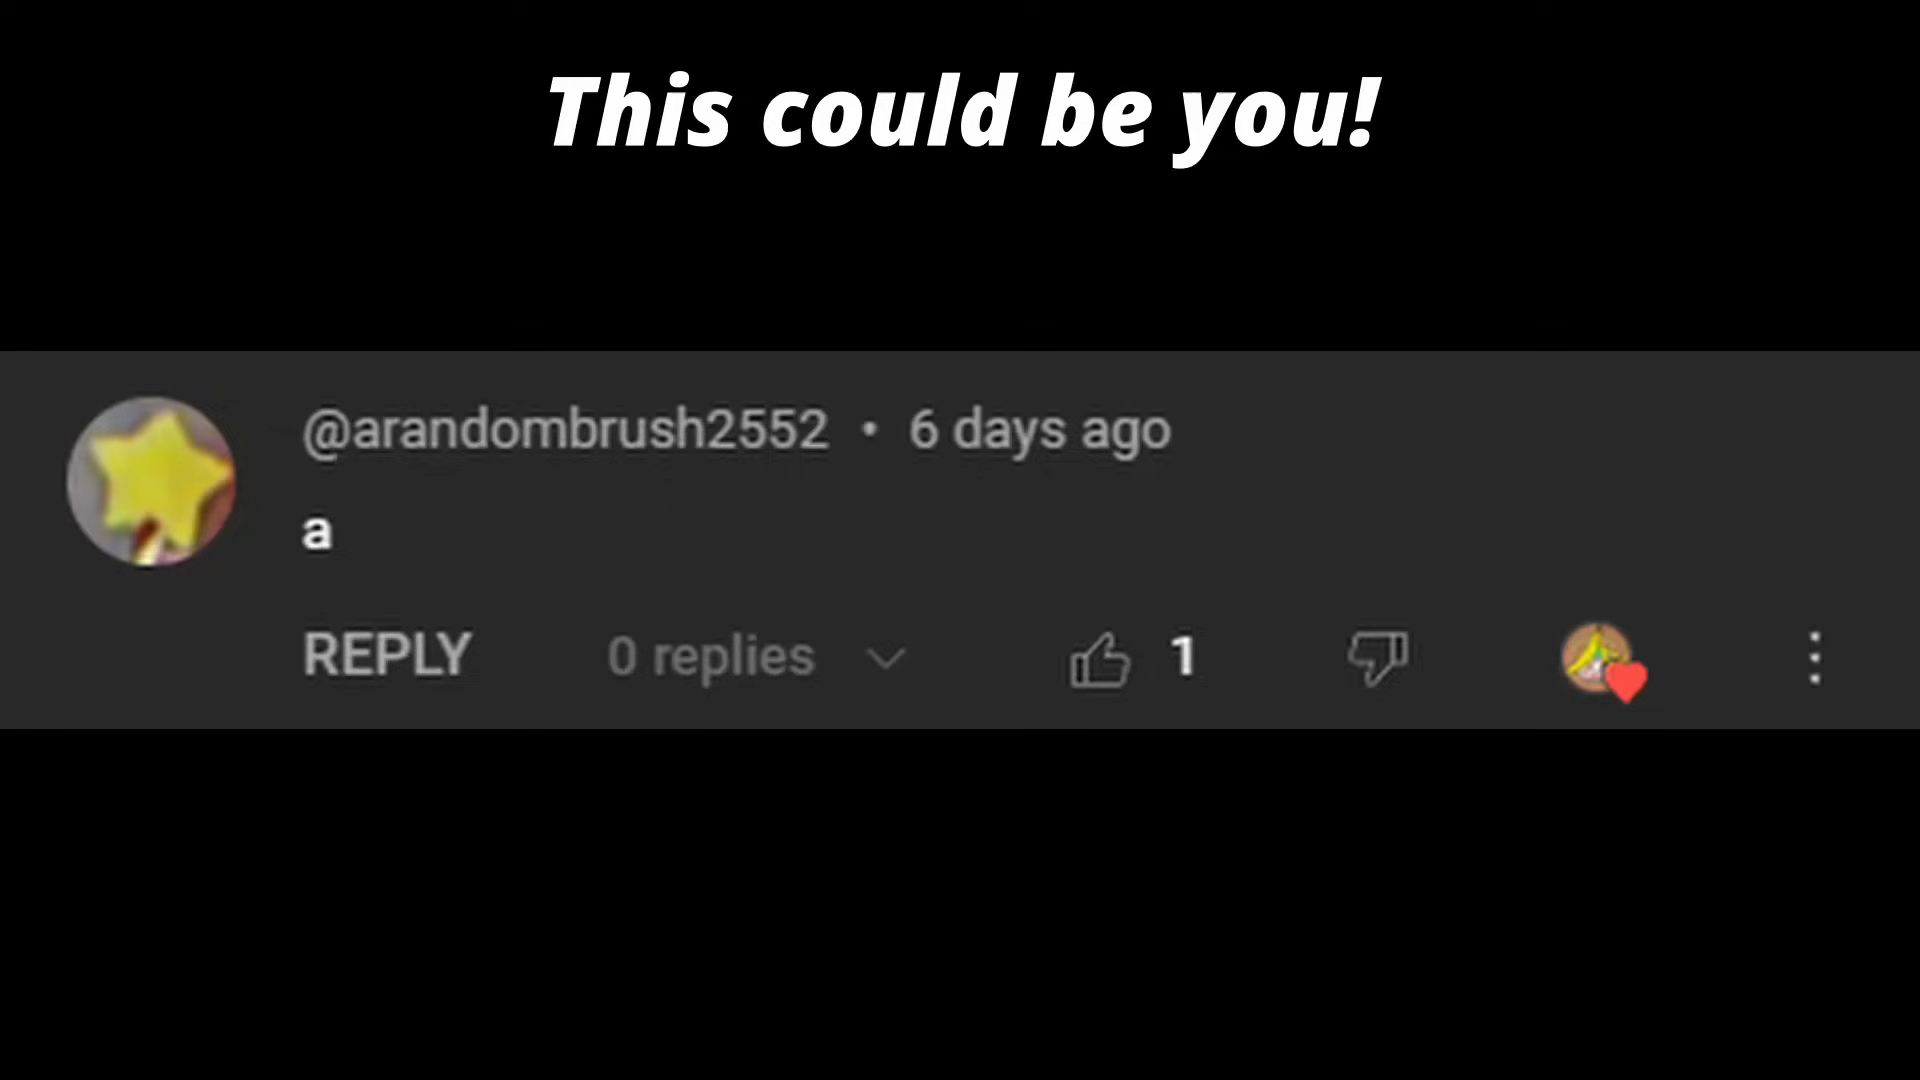 This could be you!
@arandombrush2552 • 6 days ago
a
REPLY 0 replies 1